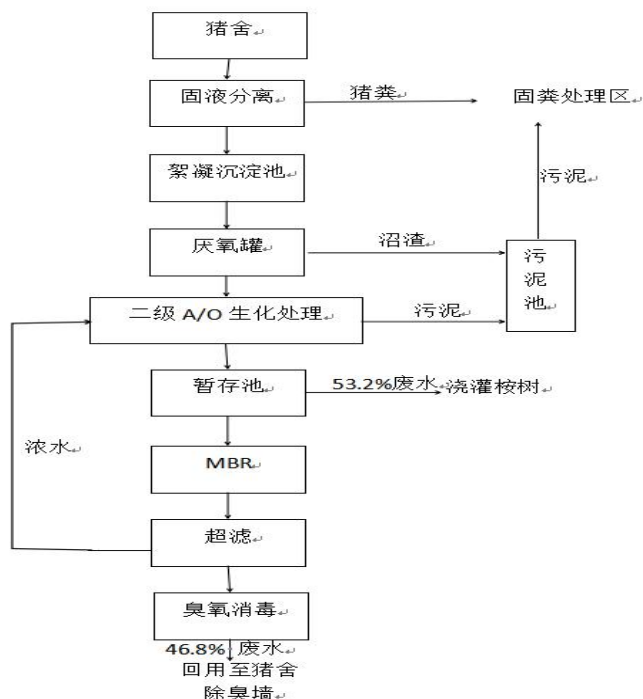 猪舍
固液分离
猪粪
固粪处理区
絮凝沉淀池
污泥
厌氧罐
沼渣
污泥池
二级 A/O 生化处理
污泥
暂存池
53.2%废水
浇灌桉树
浓水
MBR
超滤
臭氧消毒
46.8% 废水
回用至猪舍
除臭墙